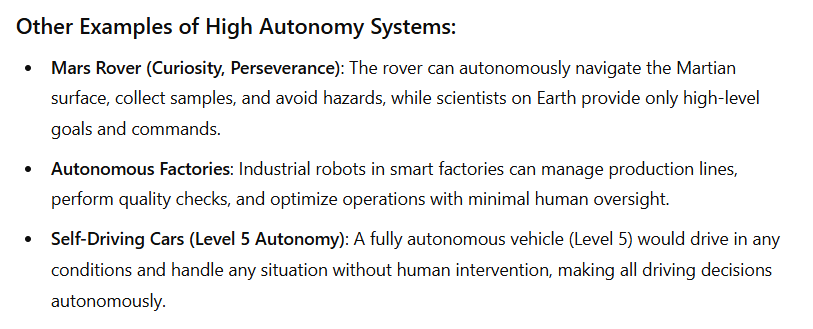 Other Examples of High Autonomy Systems:
• Mars Rover (Curiosity, Perseverance): The rover can autonomously navigate the Martian
surface, collect samples, and avoid hazards, while scientists on Earth provide only high-level
goals and commands.
• Autonomous Factories: Industrial robots in smart factories can manage production lines,
perform quality checks, and optimize operations with minimal human oversight.
• Self-Driving Cars (Level 5 Autonomy): A fully autonomous vehicle (Level 5) would drive in any
conditions and handle any situation without human intervention, making all driving decisions
autonomously.